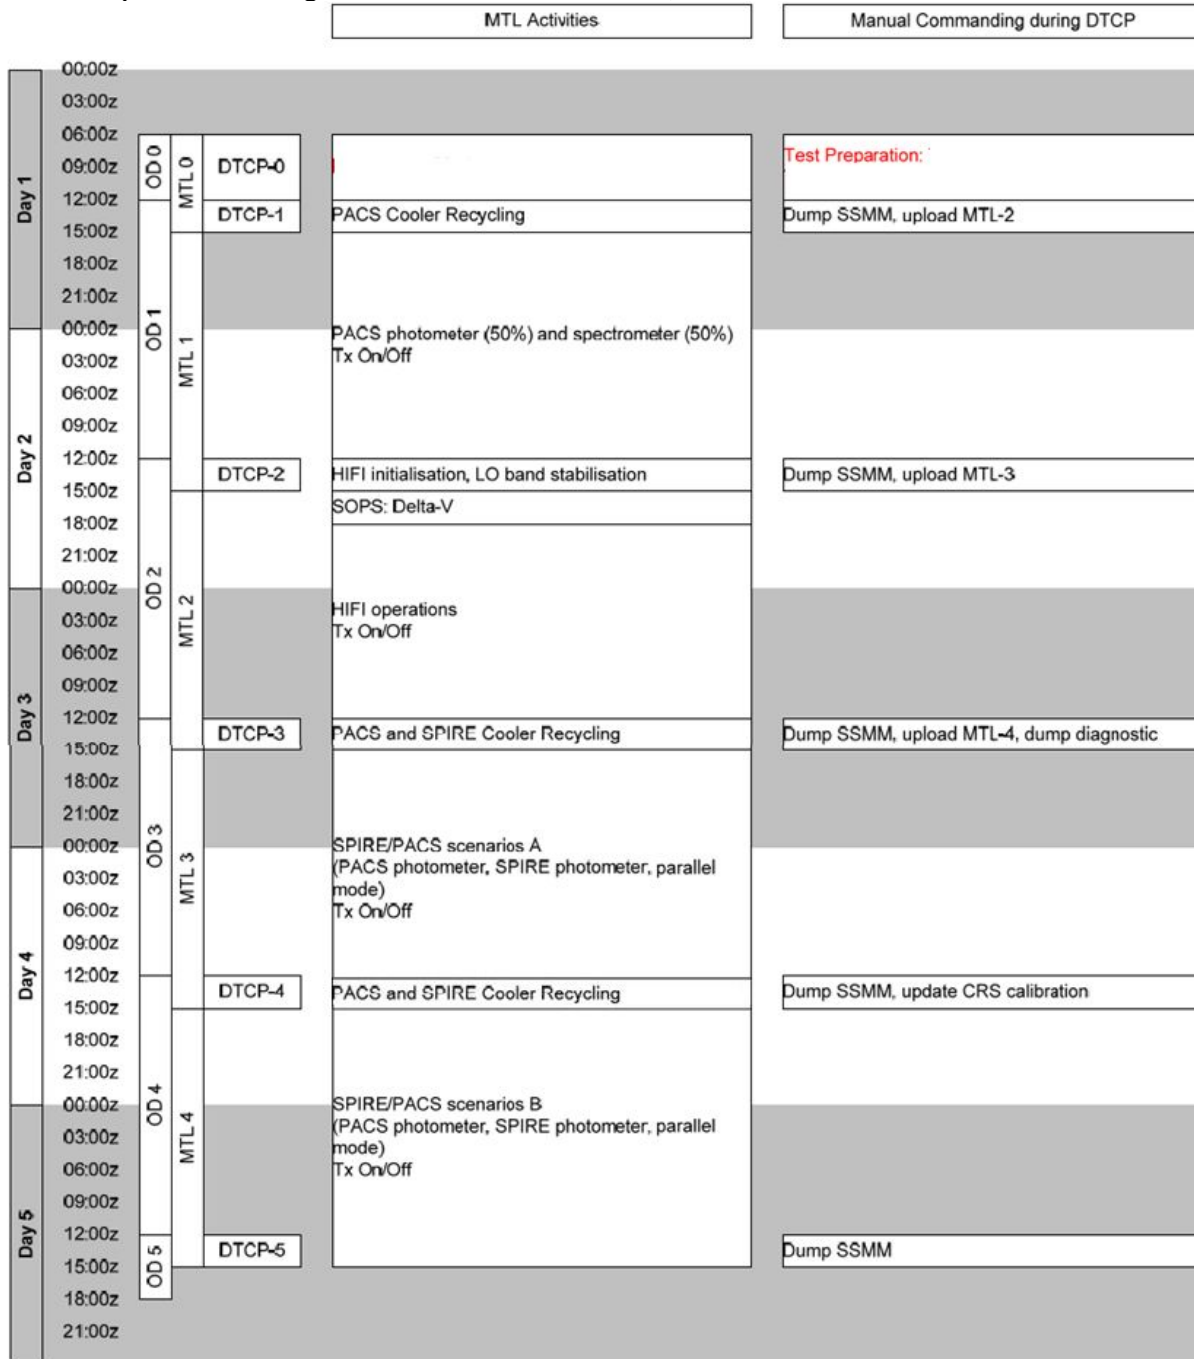 MTL Activities
Manual Commanding during DTCP
Day 1
00:00z
03:00z
06:00z
09:00z
12:00z
15:00z
18:00z
21:00z
OD 0
MTL 0
DTCP-0
Test Preparation:
DTCP-1
PACS Cooler Recycling
Dump SSMM, upload MTL-2
OD 1
MTL 1
PACS photometer (50%) and spectrometer (50%)
Tx On/Off
Day 2
00:00z
03:00z
06:00z
09:00z
12:00z
15:00z
18:00z
21:00z
DTCP-2
HIFI initialisation, LO band stabilisation
Dump SSMM, upload MTL-3
SOPS: Delta-V
OD 2
MTL 2
HIFI operations
Tx On/Off
Day 3
00:00z
03:00z
06:00z
09:00z
12:00z
15:00z
18:00z
21:00z
DTCP-3
PACS and SPIRE Cooler Recycling
Dump SSMM, upload MTL-4, dump diagnostic
OD 3
MTL 3
SPIRE/PACS scenarios A
(PACS photometer, SPIRE photometer, parallel
mode)
Tx On/Off
Day 4
00:00z
03:00z
06:00z
09:00z
12:00z
15:00z
18:00z
21:00z
DTCP-4
PACS and SPIRE Cooler Recycling
Dump SSMM, update CRS calibration
OD 4
MTL 4
SPIRE/PACS scenarios B
(PACS photometer, SPIRE photometer, parallel
mode)
Tx On/Off
Day 5
00:00z
03:00z
06:00z
09:00z
12:00z
15:00z
18:00z
21:00z
OD 5
DTCP-5
Dump SSMM